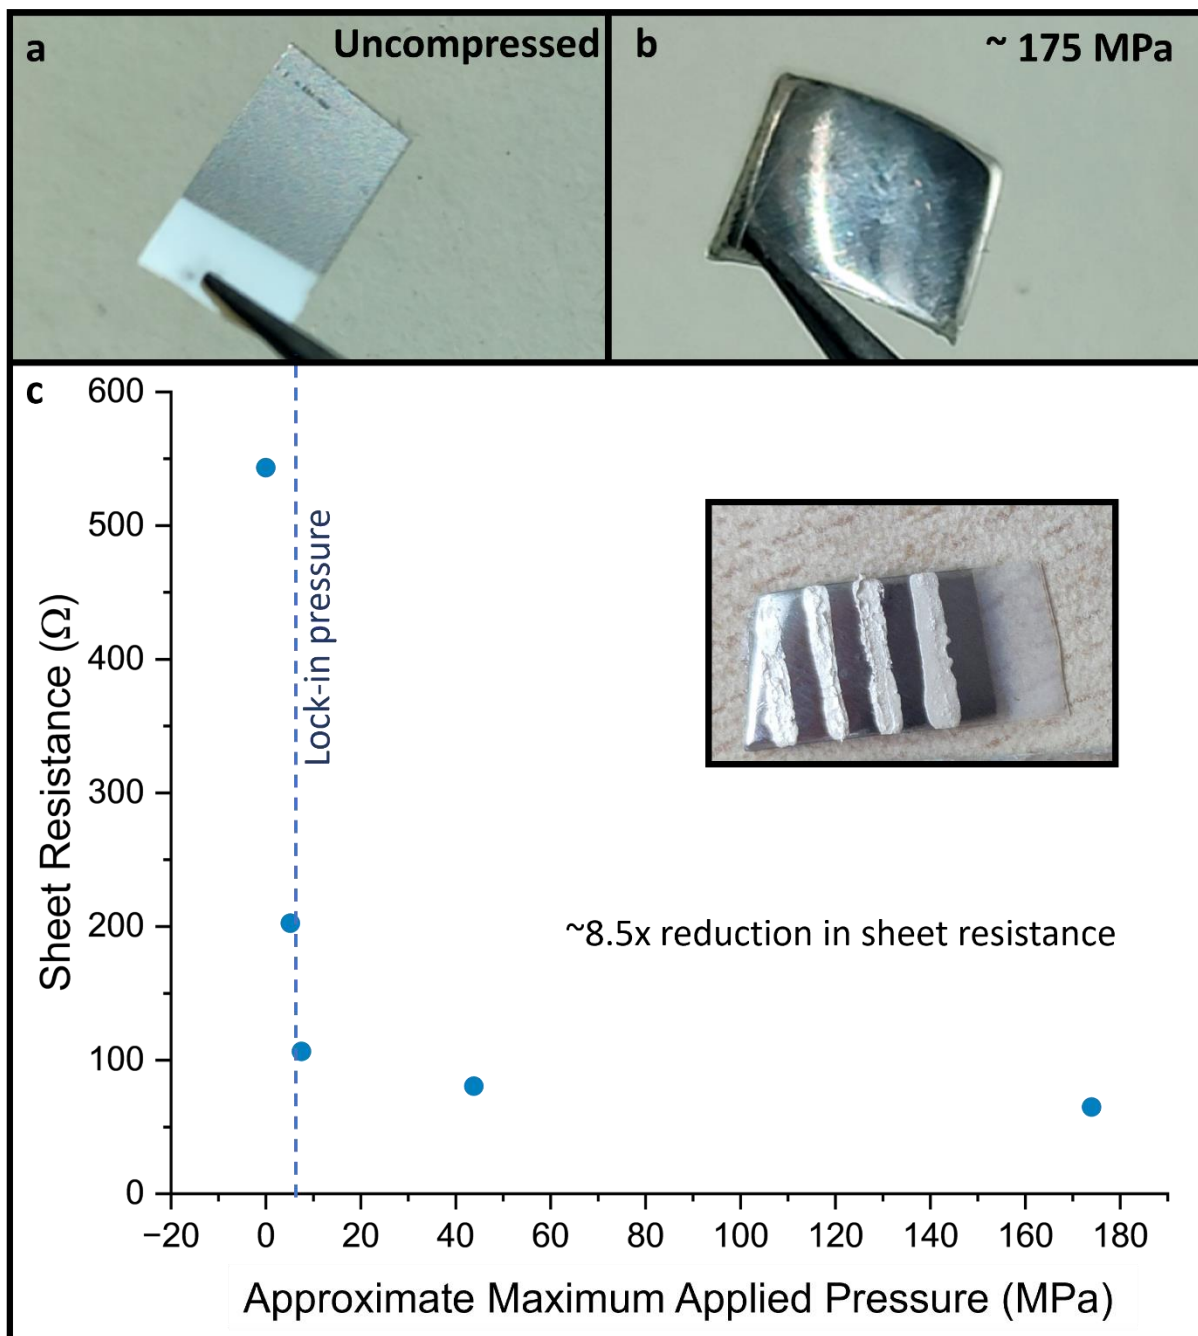 a
Uncompressed
b
~ 175 MPa
c
600
500
400
300
200
100
0
Sheet Resistance (Ω)
Lock-in pressure
~8.5x reduction in sheet resistance
−20 0 20 40 60 80 100 120 140 160 180
Approximate Maximum Applied Pressure (MPa)